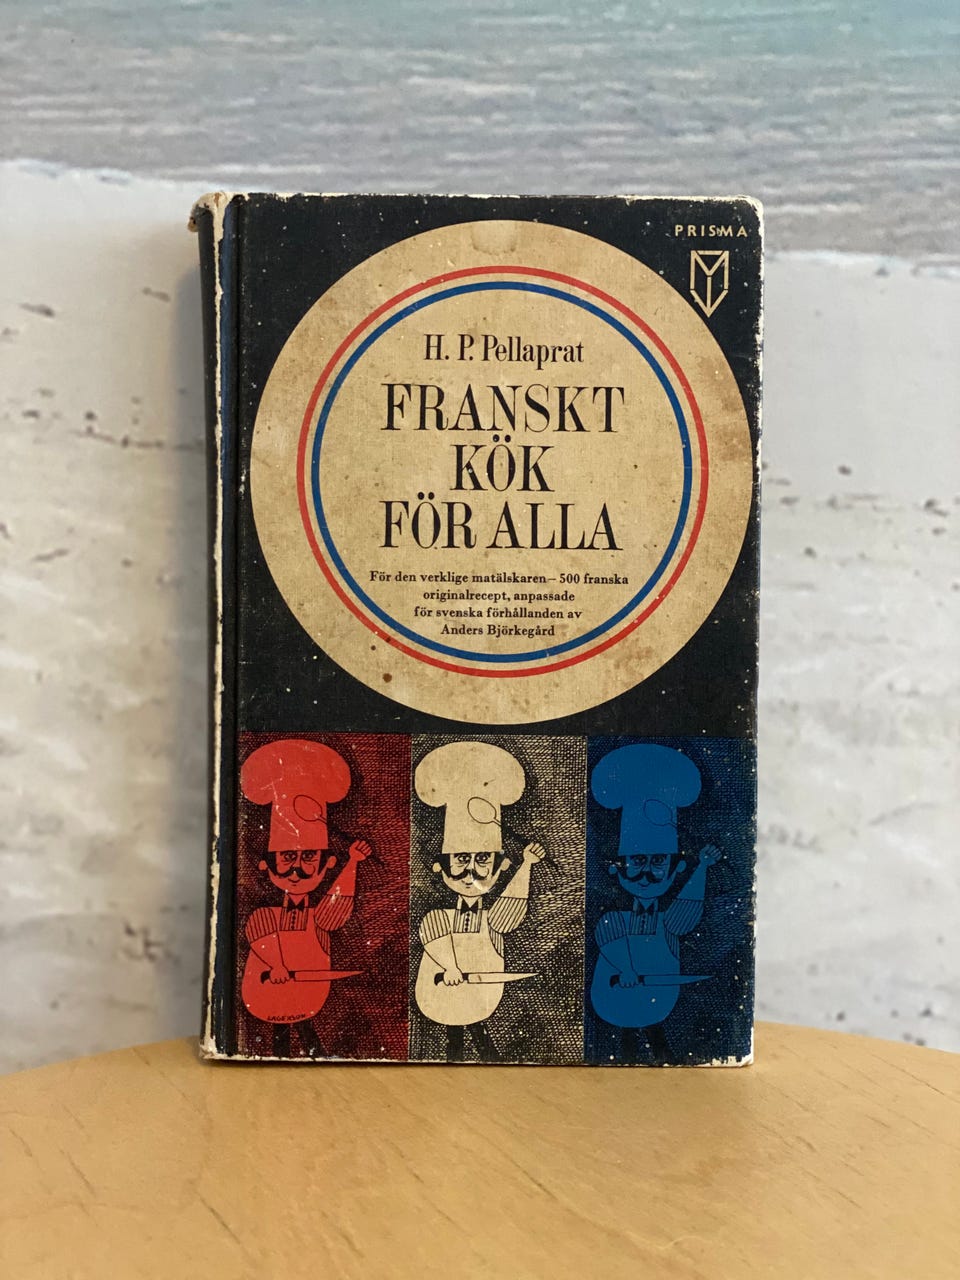 PRISMA
H. P. Pellaprat
FRANSKT
KÖK
FÖR ALLA
För den verklige matälskaren – 500 franska
originalrecept, anpassade
för svenska förhållanden av
Anders Björkegård
LAGERSON